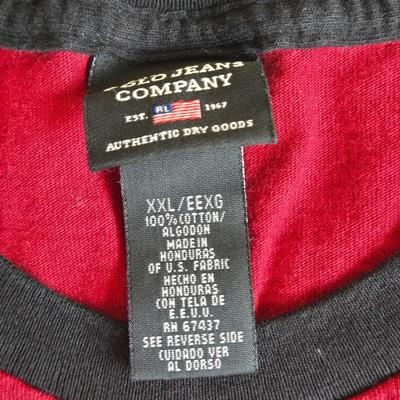 POLO JEANS
COMPANY
EST. RL 1967
AUTHENTIC DRY GOODS
XXL/EEXG
100% COTTON/
ALGODON
MADE IN
HONDURAS
OF U.S. FABRIC
HECHO EN
HONDURAS
CON TELA DE
E.E.U.U.
RN 67437
SEE REVERSE SIDE
CUIDADO VER
AL DORSO